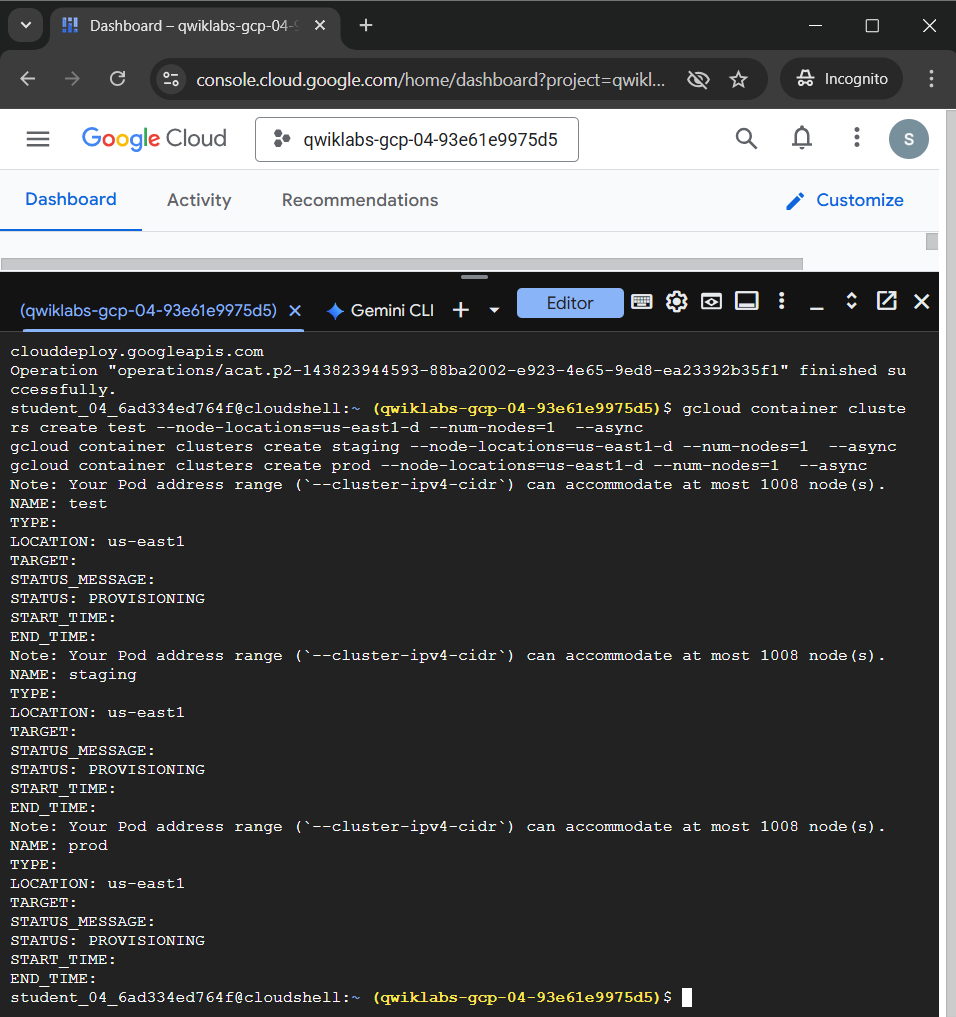 Dashboard – qwiklabs-gcp-04-9
console.cloud.google.com/home/dashboard?project=qwikl...
Incognito
Google Cloud
qwiklabs-gcp-04-93e61e9975d5
S
Dashboard
Activity
Recommendations
Customize
(qwiklabs-gcp-04-93e61e9975d5)
Gemini CLI
Editor
clouddeploy.googleapis.com
Operation "operations/acat.p2-143823944593-88ba2002-e923-4e65-9ed8-ea23392b35f1" finished su
ccessfully.
student_04_6ad334ed764f@cloudshell:~ (qwiklabs-gcp-04-93e61e9975d5)$ gcloud container cluste
rs create test --node-locations=us-east1-d --num-nodes=1  --async
gcloud container clusters create staging --node-locations=us-east1-d --num-nodes=1  --async
gcloud container clusters create prod --node-locations=us-east1-d --num-nodes=1  --async
Note: Your Pod address range (`--cluster-ipv4-cidr`) can accommodate at most 1008 node(s).
NAME: test
TYPE:
LOCATION: us-east1
TARGET:
STATUS_MESSAGE:
STATUS: PROVISIONING
START_TIME:
END_TIME:
Note: Your Pod address range (`--cluster-ipv4-cidr`) can accommodate at most 1008 node(s).
NAME: staging
TYPE:
LOCATION: us-east1
TARGET:
STATUS_MESSAGE:
STATUS: PROVISIONING
START_TIME:
END_TIME:
Note: Your Pod address range (`--cluster-ipv4-cidr`) can accommodate at most 1008 node(s).
NAME: prod
TYPE:
LOCATION: us-east1
TARGET:
STATUS_MESSAGE:
STATUS: PROVISIONING
START_TIME:
END_TIME:
student_04_6ad334ed764f@cloudshell:~ (qwiklabs-gcp-04-93e61e9975d5)$